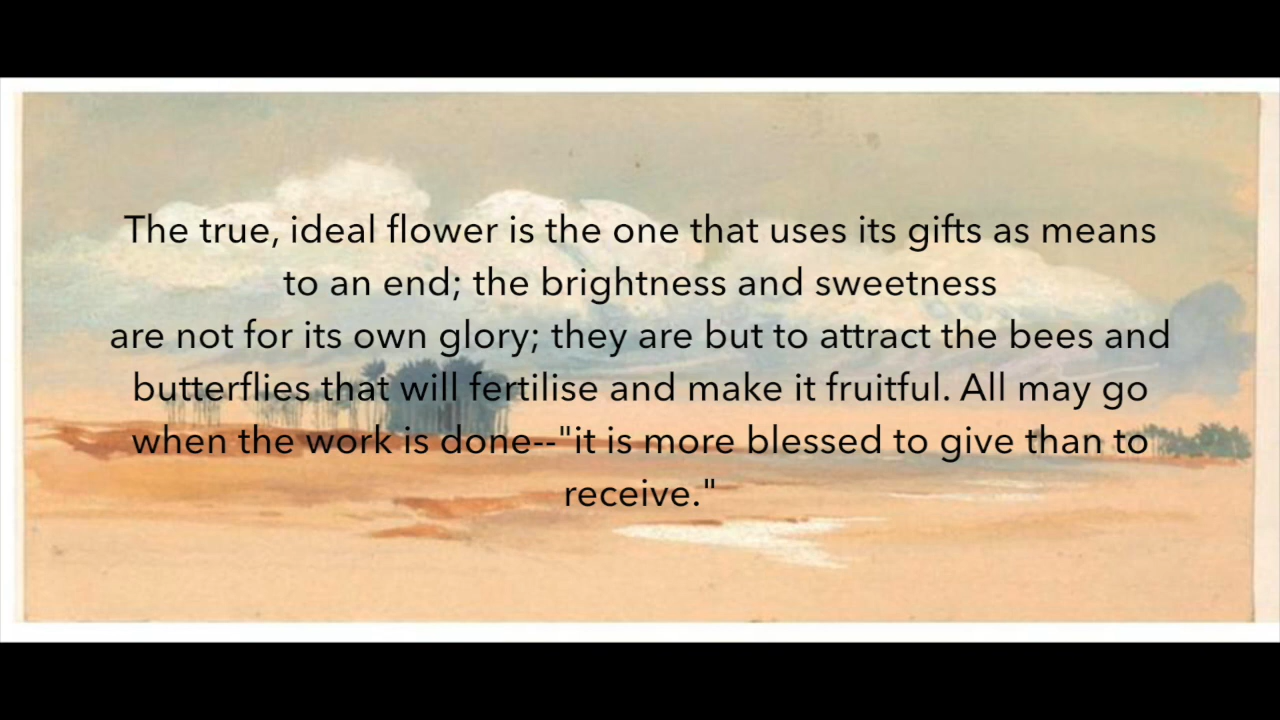 The true, ideal flower is the one that uses its gifts as means
to an end; the brightness and sweetness
are not for its own glory; they are but to attract the bees and
butterflies that will fertilise and make it fruitful. All may go
when the work is done--"it is more blessed to give than to
receive."